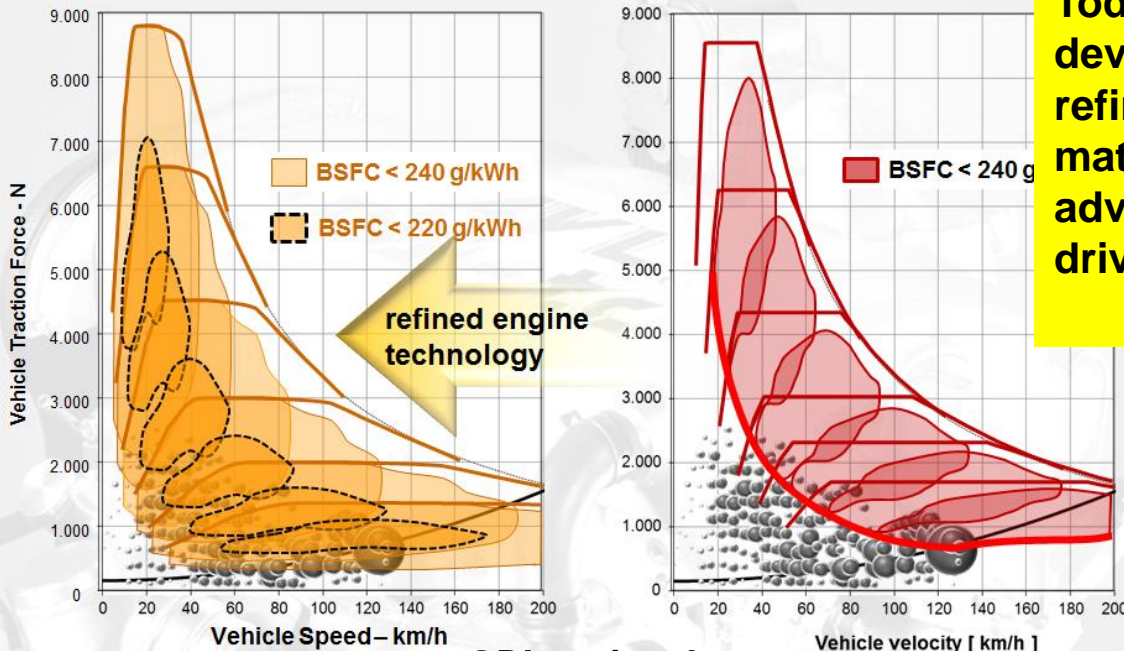 9.000
8.000
7.000
6.000
5.000
4.000
3.000
2.000
1.000
0
Vehicle Traction Force - N
BSFC < 240 g/kWh
BSFC < 220 g/kWh
refined engine
technology
0 20 40 60 80 100 120 140 160 180 200
Vehicle Speed – km/h
9.000
8.000
7.000
6.000
5.000
4.000
3.000
2.000
1.000
0
BSFC < 240 g
0 20 40 60 80 100 120 140 160 180 200
Vehicle velocity [ km/h ]